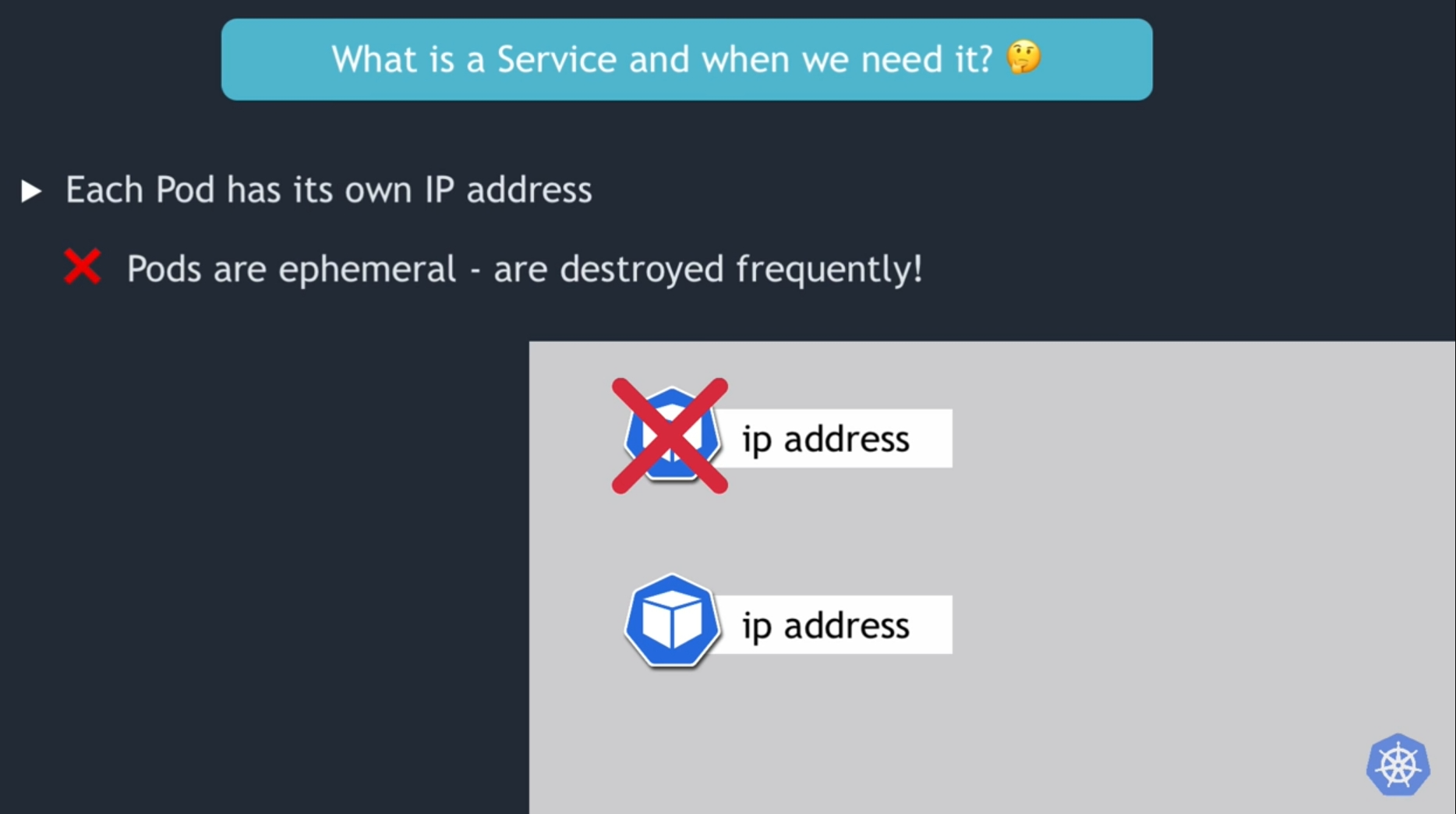 What is a Service and when we need it? 🤔
▶ Each Pod has its own IP address
❌ Pods are ephemeral - are destroyed frequently!
ip address
ip address